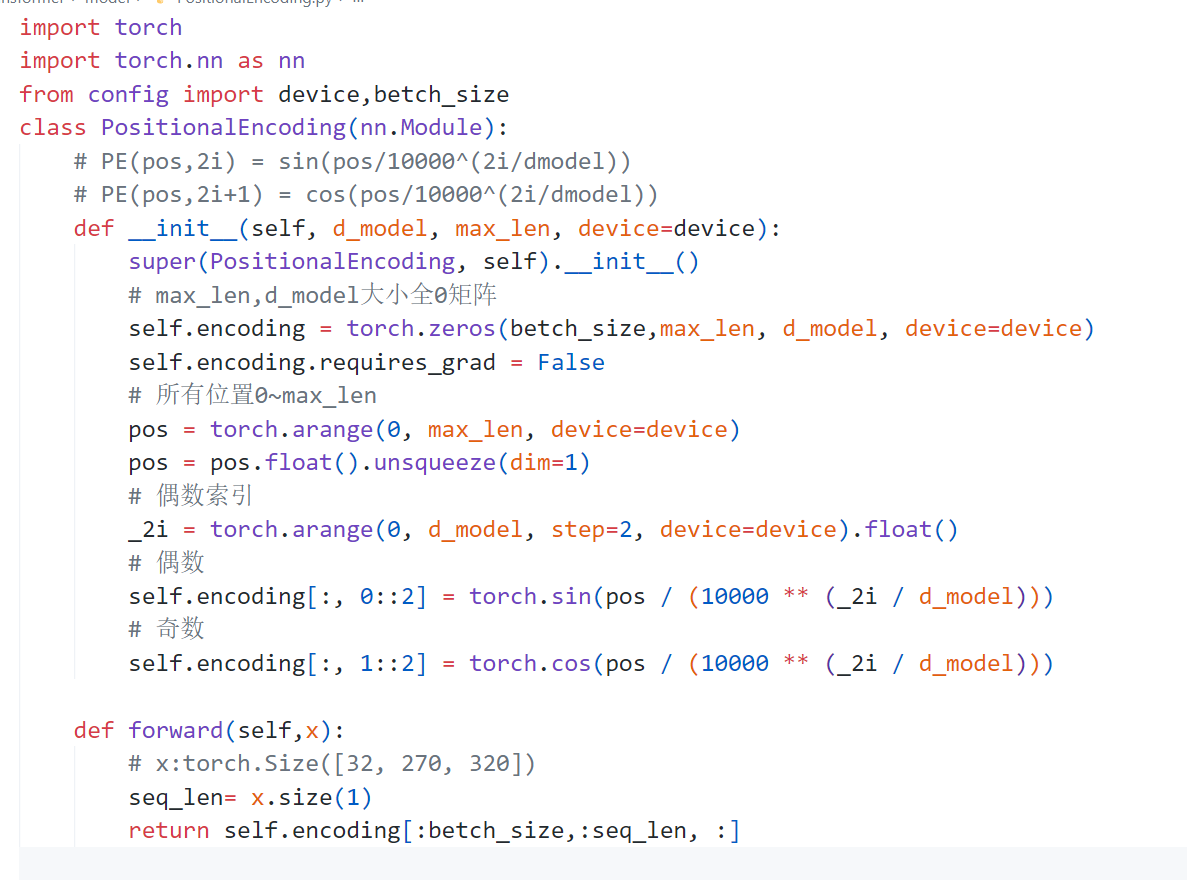 PositionalEncoding.py
import torch
import torch.nn as nn
from config import device,betch_size
class PositionalEncoding(nn.Module):
    # PE(pos,2i) = sin(pos/10000^(2i/dmodel))
    # PE(pos,2i+1) = cos(pos/10000^(2i/dmodel))
    def __init__(self, d_model, max_len, device=device):
        super(PositionalEncoding, self).__init__()
        # max_len,d_model大小全0矩阵
        self.encoding = torch.zeros(betch_size,max_len, d_model, device=device)
        self.encoding.requires_grad = False
        # 所有位置0~max_len
        pos = torch.arange(0, max_len, device=device)
        pos = pos.float().unsqueeze(dim=1)
        # 偶数索引
        _2i = torch.arange(0, d_model, step=2, device=device).float()
        # 偶数
        self.encoding[:, 0::2] = torch.sin(pos / (10000 ** (_2i / d_model)))
        # 奇数
        self.encoding[:, 1::2] = torch.cos(pos / (10000 ** (_2i / d_model)))
    def forward(self,x):
        # x:torch.Size([32, 270, 320])
        seq_len= x.size(1)
        return self.encoding[:betch_size,:seq_len, :]